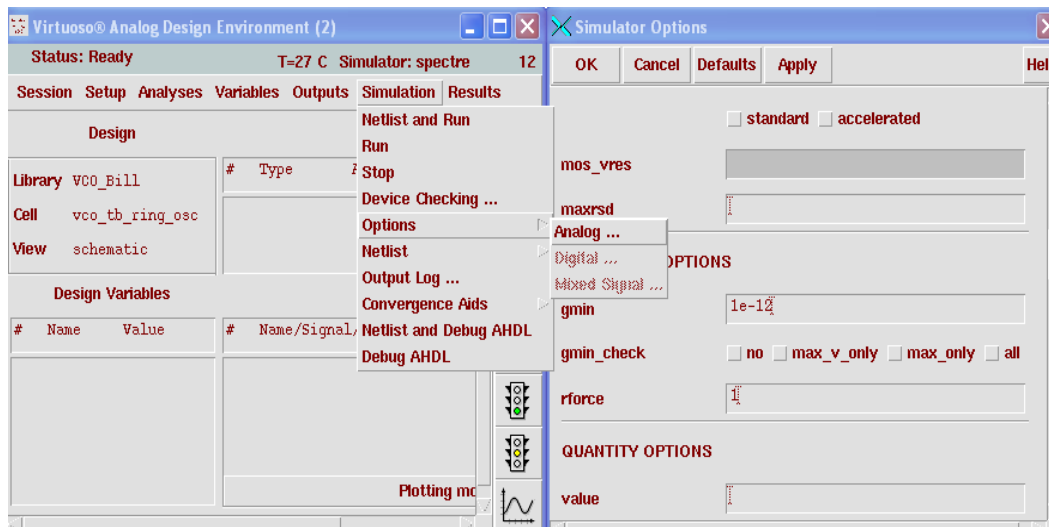 Virtuoso® Analog Design Environment (2)
Status: Ready
T=27 C Simulator: spectre 12
Session Setup Analyses Variables Outputs Simulation Results
Design
Library VCO_Bill
Cell vco_tb_ring_osc
View schematic
# Type
Design Variables
# Name Value
# Name/Signal/
Netlist and Run
Run
Stop
Device Checking ...
Options
Netlist
Output Log ...
Convergence Aids
Netlist and Debug AHDL
Debug AHDL
Analog ...
Digital ...
Mixed Signal ...
Plotting mo
Simulator Options
OK Cancel Defaults Apply Hel
standard accelerated
mos_vres
maxrsd
OPTIONS
gmin 1e-12
gmin_check no max_v_only max_only all
rforce 1
QUANTITY OPTIONS
value